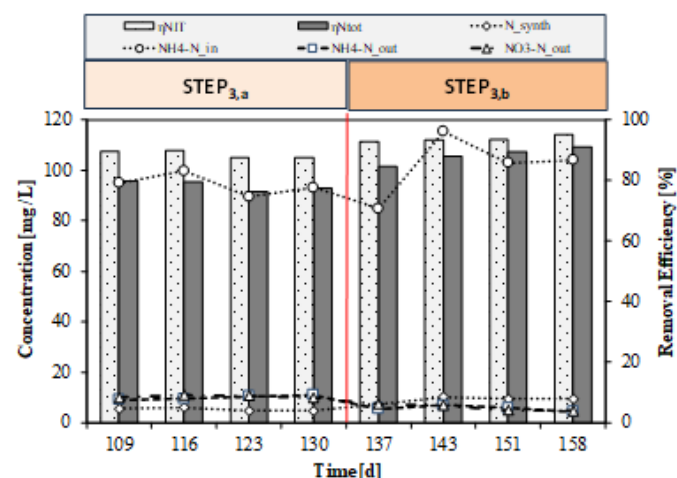 ηNIT ηNtot N_synth
NH4-N_in NH4-N_out NO3-N_out
STEP3,a STEP3,b
120 100
100 80
80 60
60 40
40 20
20 0
0
Concentration [mg/L]
Removal Efficiency [%]
109 116 123 130 137 143 151 158
Time [d]